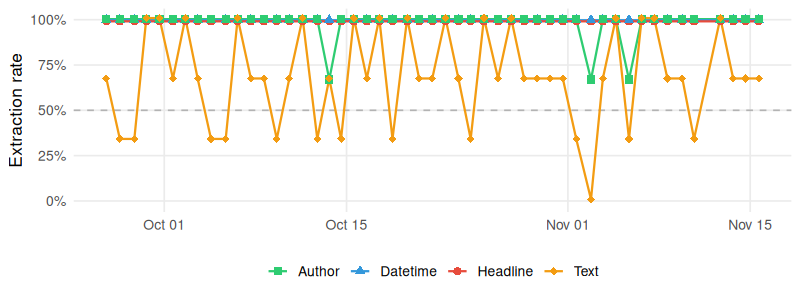 100%
75%
50%
25%
0%
Extraction rate
Oct 01
Oct 15
Nov 01
Nov 15
Author
Datetime
Headline
Text